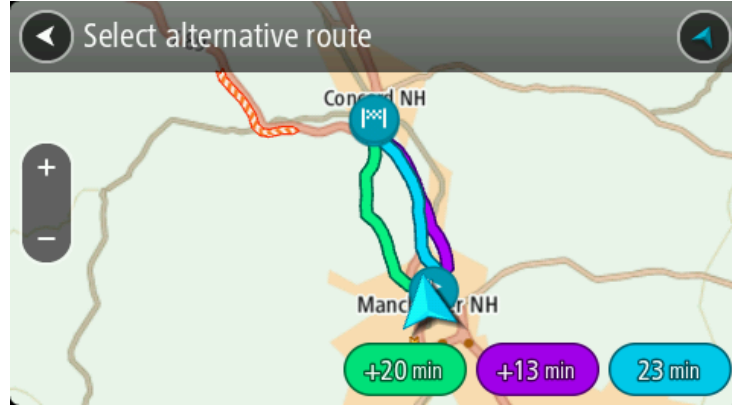 Select alternative route
Concord NH
+
−
Manchester NH
+20 min
+13 min
23 min